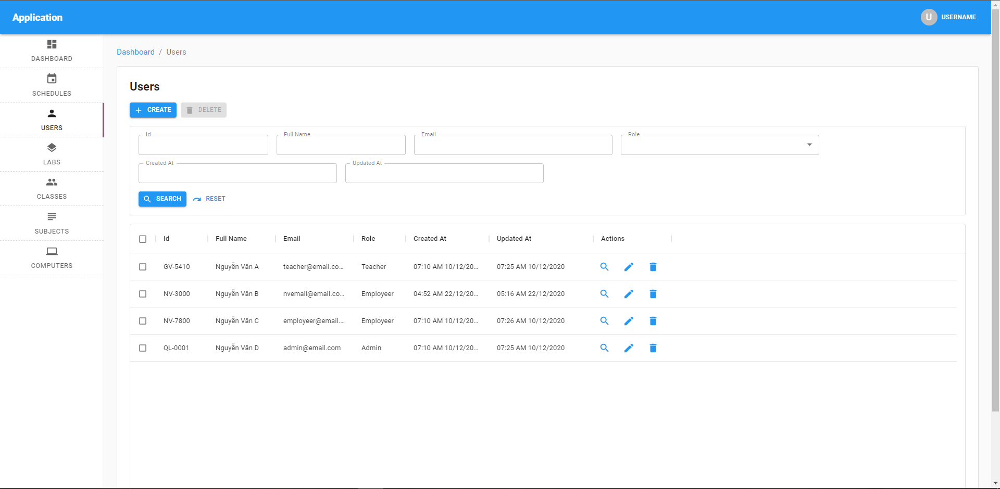 Application
U USERNAME
DASHBOARD
SCHEDULES
USERS
LABS
CLASSES
SUBJECTS
COMPUTERS
Dashboard / Users
Users
CREATE DELETE
Id Full Name Email Role
Created At Updated At
SEARCH RESET
Id Full Name Email Role Created At Updated At Actions
GV-5410 Nguyễn Văn A teacher@email.co... Teacher 07:10 AM 10/12/20... 07:25 AM 10/12/2020
NV-3000 Nguyễn Văn B nvemail@email.co... Employeer 04:52 AM 22/12/20... 05:16 AM 22/12/2020
NV-7800 Nguyễn Văn C employeer@email.... Employeer 07:10 AM 10/12/20... 07:26 AM 10/12/2020
QL-0001 Nguyễn Văn D admin@email.com Admin 07:10 AM 10/12/20... 07:25 AM 10/12/2020